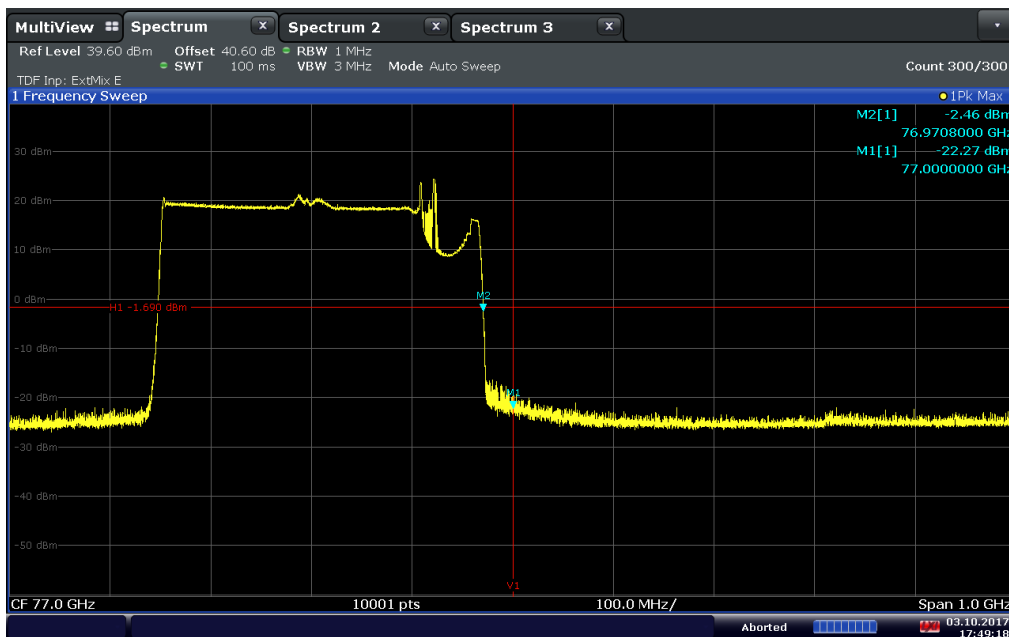 MultiView Spectrum X Spectrum 2 X Spectrum 3 X
Ref Level 39.60 dBm Offset 40.60 dB RBW 1 MHz
SWT 100 ms VBW 3 MHz Mode Auto Sweep Count 300/300
TDF Inp: ExtMix E
1 Frequency Sweep 1Pk Max
M2[1] -2.46 dBm
76.9708000 GHz
M1[1] -22.27 dBm
77.0000000 GHz
30 dBm
20 dBm
10 dBm
0 dBm
M2
H1 -1.690 dBm
-10 dBm
-20 dBm
M1
-30 dBm
-40 dBm
-50 dBm
V1
CF 77.0 GHz 10001 pts 100.0 MHz/ Span 1.0 GHz
Aborted 03.10.2017
17:49:18